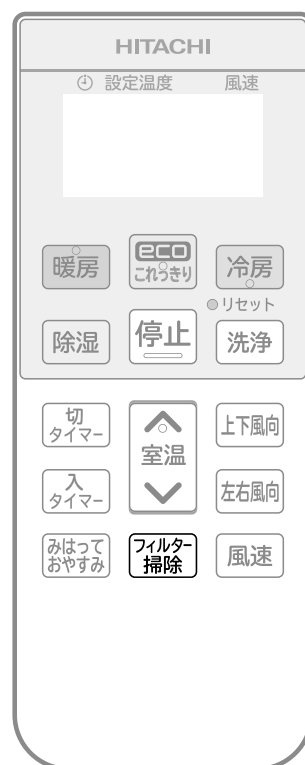 HITACHI
設定温度 風速
暖房
eco
これっきり
冷房
リセット
除湿
停止
洗浄
切
タイマー
室温
上下風向
入
タイマー
左右風向
みはって
おやすみ
フィルター
掃除
風速